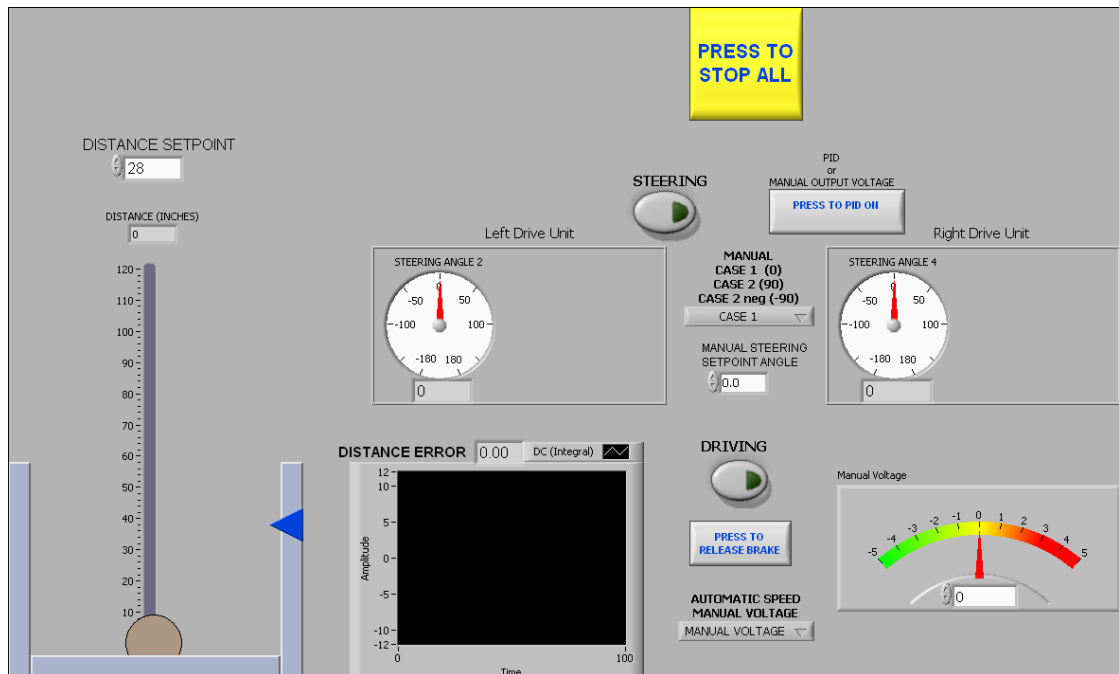 PRESS TO
STOP ALL
DISTANCE SETPOINT
28
DISTANCE (INCHES)
0
120
110
100
90
80
70
60
50
40
30
20
10
STEERING
PID
or
MANUAL OUTPUT VOLTAGE
PRESS TO PID ON
Left Drive Unit
STEERING ANGLE 2
0
-50 50
-100 100
-180 180
0
MANUAL
CASE 1 (0)
CASE 2 (90)
CASE 2 neg (-90)
CASE 1
MANUAL STEERING
SETPOINT ANGLE
0.0
Right Drive Unit
STEERING ANGLE 4
0
-50 50
-100 100
-180 180
0
DISTANCE ERROR 0.00 DC (Integral)
12
10
5
0
-5
-10
-12
Amplitude
0 100
Time
DRIVING
PRESS TO
RELEASE BRAKE
AUTOMATIC SPEED
MANUAL VOLTAGE
MANUAL VOLTAGE
Manual Voltage
-5 -4 -3 -2 -1 0 1 2 3 4 5
0